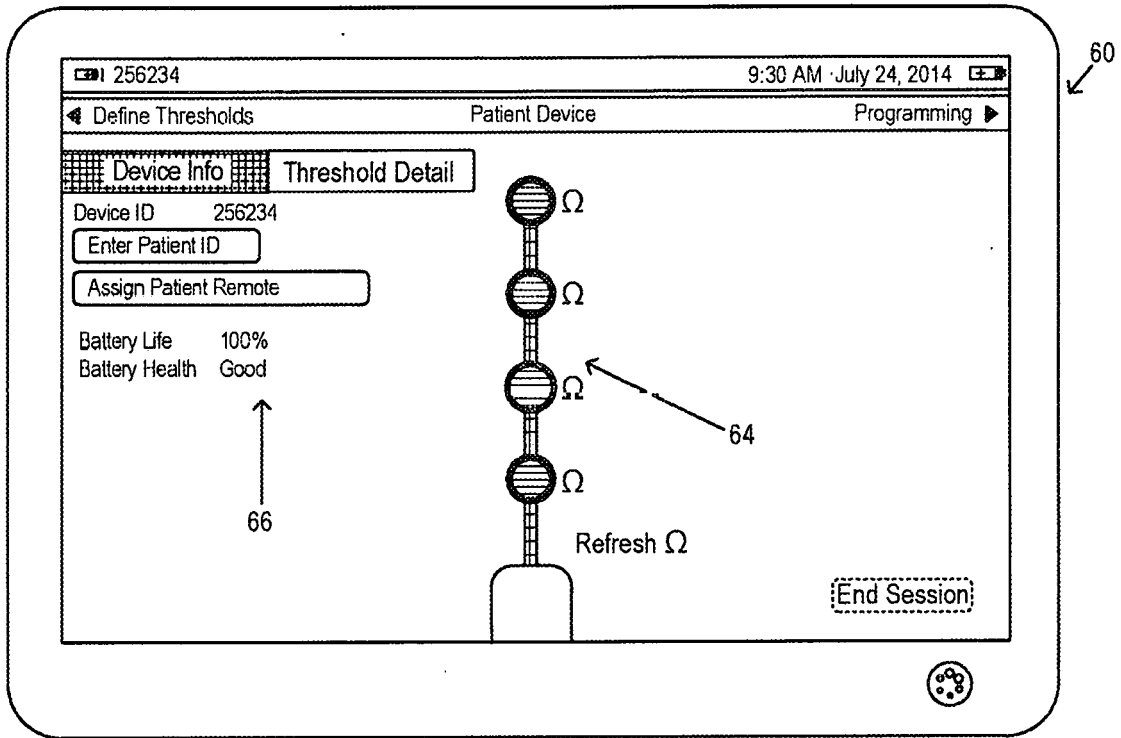 256234 9:30 AM ·July 24, 2014
60
Define Thresholds Patient Device Programming
Device Info Threshold Detail
Ω
Device ID 256234
Enter Patient ID
Assign Patient Remote
Ω
Battery Life 100%
Battery Health Good
Ω
64
Ω
66
Refresh Ω
End Session